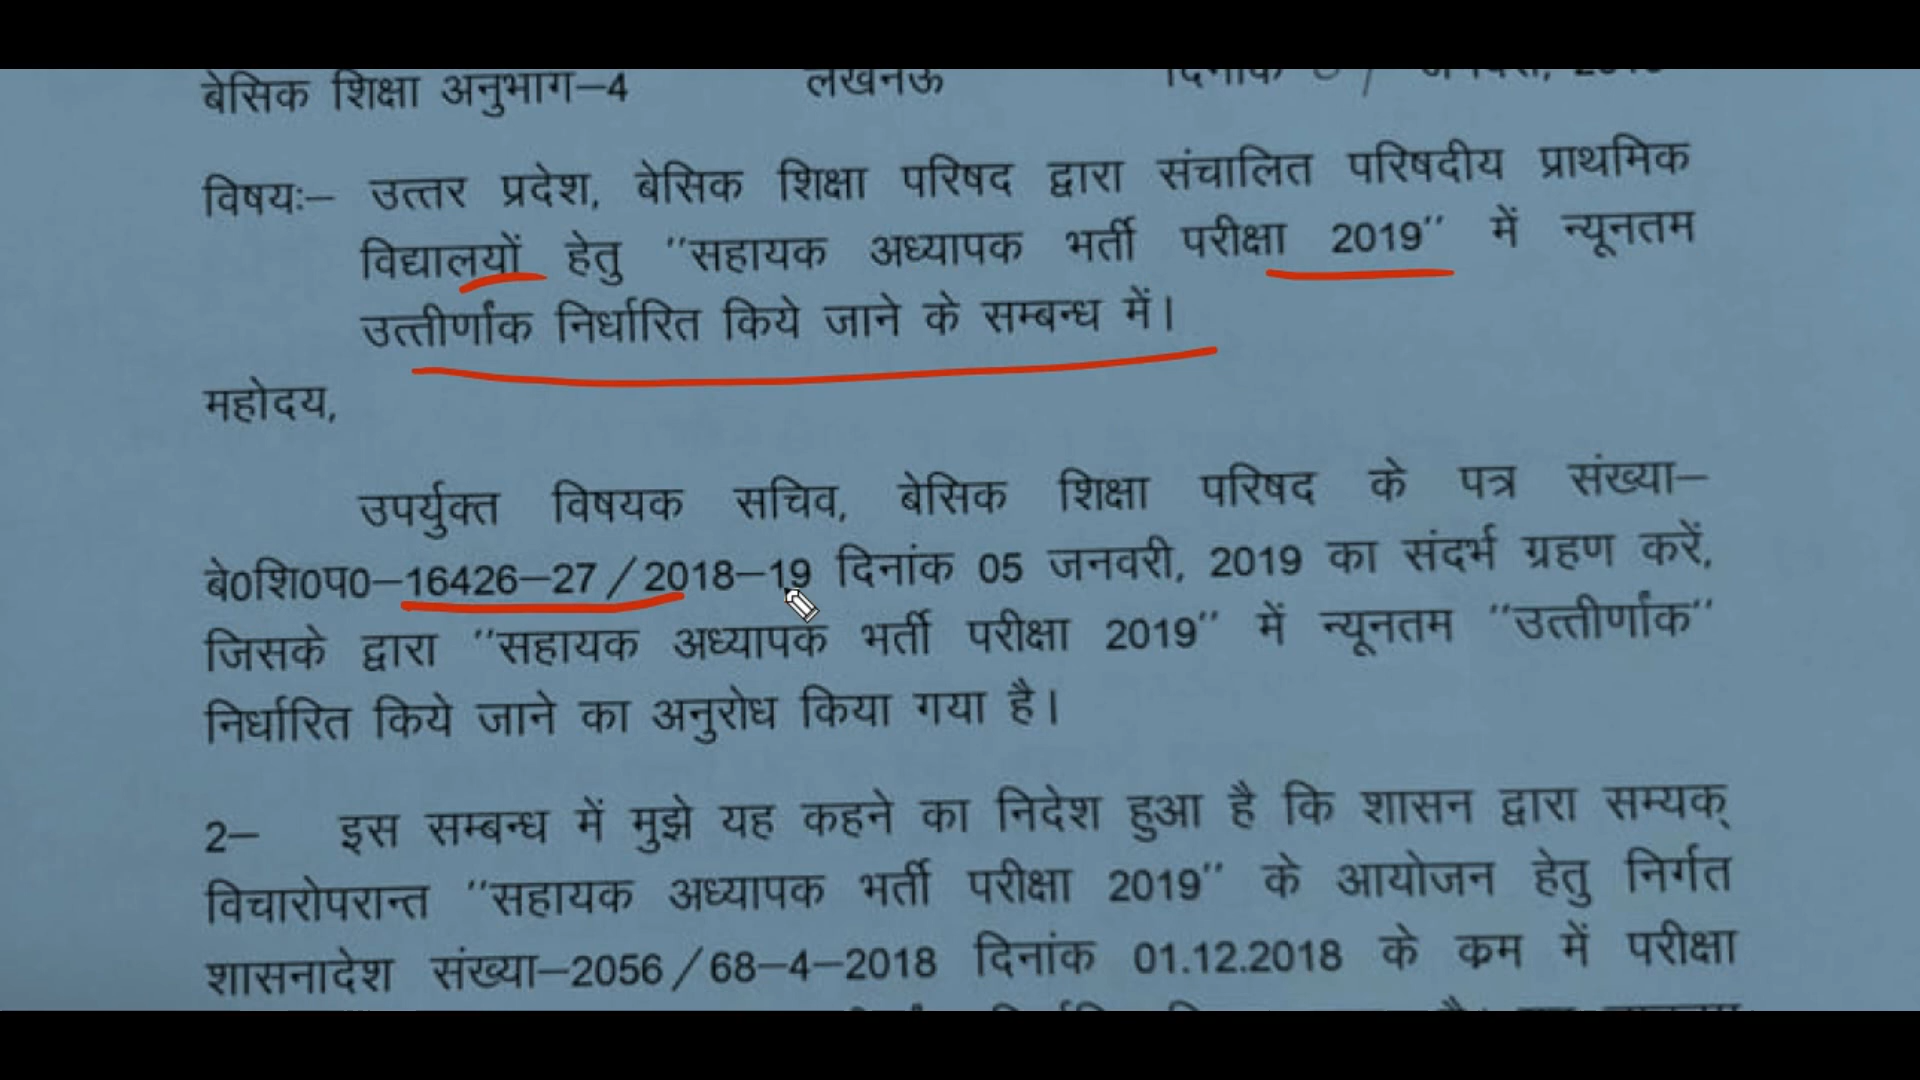 बेसिक शिक्षा अनुभाग–4 लखनऊ दिनांक जनवरी, 2019
विषयः– उत्तर प्रदेश, बेसिक शिक्षा परिषद द्वारा संचालित परिषदीय प्राथमिक
विद्यालयों हेतु "सहायक अध्यापक भर्ती परीक्षा 2019" में न्यूनतम
उत्तीर्णांक निर्धारित किये जाने के सम्बन्ध में।
महोदय,
उपर्युक्त विषयक सचिव, बेसिक शिक्षा परिषद के पत्र संख्या–
बे0शि0प0–16426–27/2018–19 दिनांक 05 जनवरी, 2019 का संदर्भ ग्रहण करें,
जिसके द्वारा "सहायक अध्यापक भर्ती परीक्षा 2019" में न्यूनतम "उत्तीर्णांक"
निर्धारित किये जाने का अनुरोध किया गया है।
2– इस सम्बन्ध में मुझे यह कहने का निदेश हुआ है कि शासन द्वारा सम्यक्
विचारोपरान्त "सहायक अध्यापक भर्ती परीक्षा 2019" के आयोजन हेतु निर्गत
शासनादेश संख्या–2056/68–4–2018 दिनांक 01.12.2018 के क्रम में परीक्षा